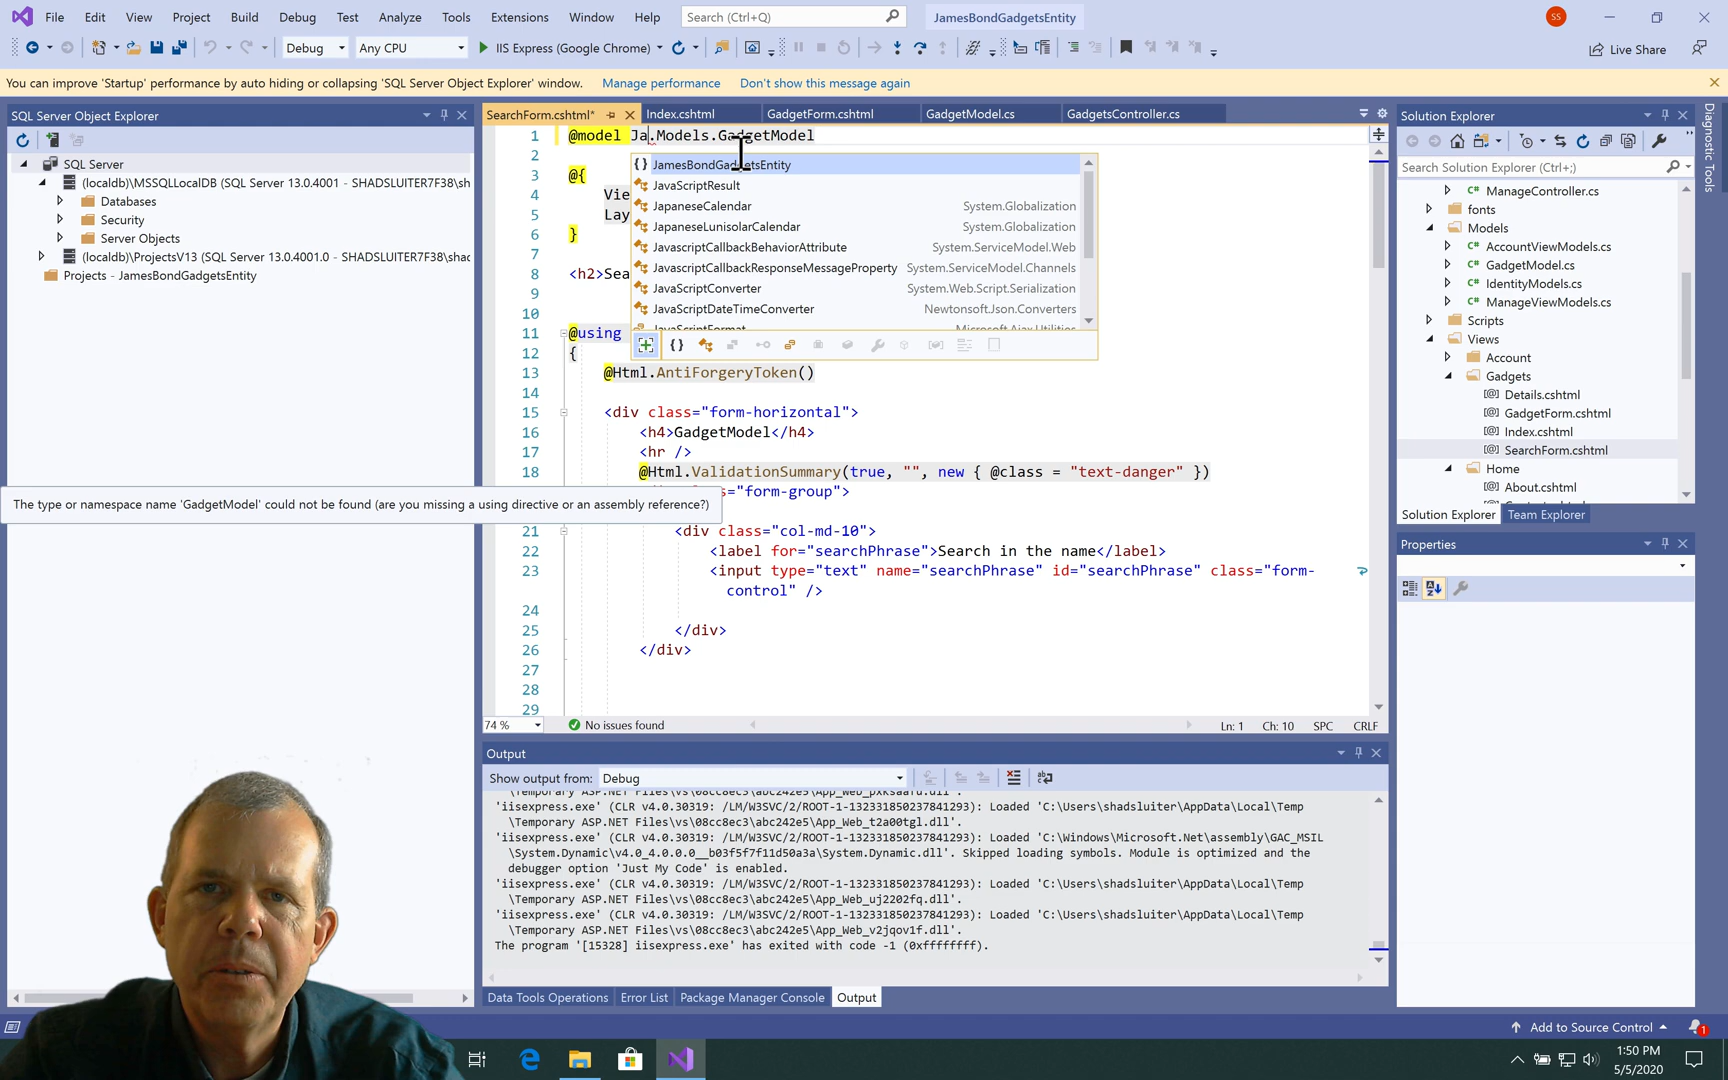 File Edit View Project Build Debug Test Analyze Tools Extensions Window Help Search (Ctrl+Q) JamesBondGadgetsEntity SS
Debug Any CPU IIS Express (Google Chrome) Live Share
You can improve 'Startup' performance by auto hiding or collapsing 'SQL Server Object Explorer' window. Manage performance Don't show this message again
SQL Server Object Explorer
SQL Server
(localdb)\MSSQLLocalDB (SQL Server 13.0.4001 - SHADSLUITER7F38\sh
Databases
Security
Server Objects
(localdb)\ProjectsV13 (SQL Server 13.0.4001.0 - SHADSLUITER7F38\shac
Projects - JamesBondGadgetsEntity
SearchForm.cshtml* Index.cshtml GadgetForm.cshtml GadgetModel.cs GadgetsController.cs
1 @model Ja.Models.GadgetModel
2
3 @{
4 Vie
5 Lay
6 }
7
8 <h2>Sea
9
10
11 @using
12 {
13 @Html.AntiForgeryToken()
14
15 <div class="form-horizontal">
16 <h4>GadgetModel</h4>
17 <hr />
18 @Html.ValidationSummary(true, "", new { @class = "text-danger" })
="form-group">
21 <div class="col-md-10">
22 <label for="searchPhrase">Search in the name</label>
23 <input type="text" name="searchPhrase" id="searchPhrase" class="form-
control" />
24
25 </div>
26 </div>
27
28
29
JamesBondGadgetsEntity
JavaScriptResult
JapaneseCalendar System.Globalization
JapaneseLunisolarCalendar System.Globalization
JavascriptCallbackBehaviorAttribute System.ServiceModel.Web
JavascriptCallbackResponseMessageProperty System.ServiceModel.Channels
JavaScriptConverter System.Web.Script.Serialization
JavaScriptDateTimeConverter Newtonsoft.Json.Converters
JavaScriptFormat Microsoft.Ajax.Utilities
The type or namespace name 'GadgetModel' could not be found (are you missing a using directive or an assembly reference?)
74 % No issues found Ln: 1 Ch: 10 SPC CRLF
Output
Show output from: Debug
\Temporary ASP.NET Files\vs\08cc8ec3\abc242e5\App_Web_pxksaafu.dll'.
'iisexpress.exe' (CLR v4.0.30319: /LM/W3SVC/2/ROOT-1-132331850237841293): Loaded 'C:\Users\shadsluiter\AppData\Local\Temp
\Temporary ASP.NET Files\vs\08cc8ec3\abc242e5\App_Web_t2a00tgl.dll'.
'iisexpress.exe' (CLR v4.0.30319: /LM/W3SVC/2/ROOT-1-132331850237841293): Loaded 'C:\Windows\Microsoft.Net\assembly\GAC_MSIL
\System.Dynamic\v4.0_4.0.0.0__b03f5f7f11d50a3a\System.Dynamic.dll'. Skipped loading symbols. Module is optimized and the
debugger option 'Just My Code' is enabled.
'iisexpress.exe' (CLR v4.0.30319: /LM/W3SVC/2/ROOT-1-132331850237841293): Loaded 'C:\Users\shadsluiter\AppData\Local\Temp
\Temporary ASP.NET Files\vs\08cc8ec3\abc242e5\App_Web_uj2202fq.dll'.
'iisexpress.exe' (CLR v4.0.30319: /LM/W3SVC/2/ROOT-1-132331850237841293): Loaded 'C:\Users\shadsluiter\AppData\Local\Temp
\Temporary ASP.NET Files\vs\08cc8ec3\abc242e5\App_Web_v2jqov1f.dll'.
The program '[15328] iisexpress.exe' has exited with code -1 (0xffffffff).
Data Tools Operations Error List Package Manager Console Output
Solution Explorer
Search Solution Explorer (Ctrl+;)
ManageController.cs
fonts
Models
AccountViewModels.cs
GadgetModel.cs
IdentityModels.cs
ManageViewModels.cs
Scripts
Views
Account
Gadgets
Details.cshtml
GadgetForm.cshtml
Index.cshtml
SearchForm.cshtml
Home
About.cshtml
Solution Explorer Team Explorer
Properties
Diagnostic Tools
Add to Source Control 1
1:50 PM
5/5/2020